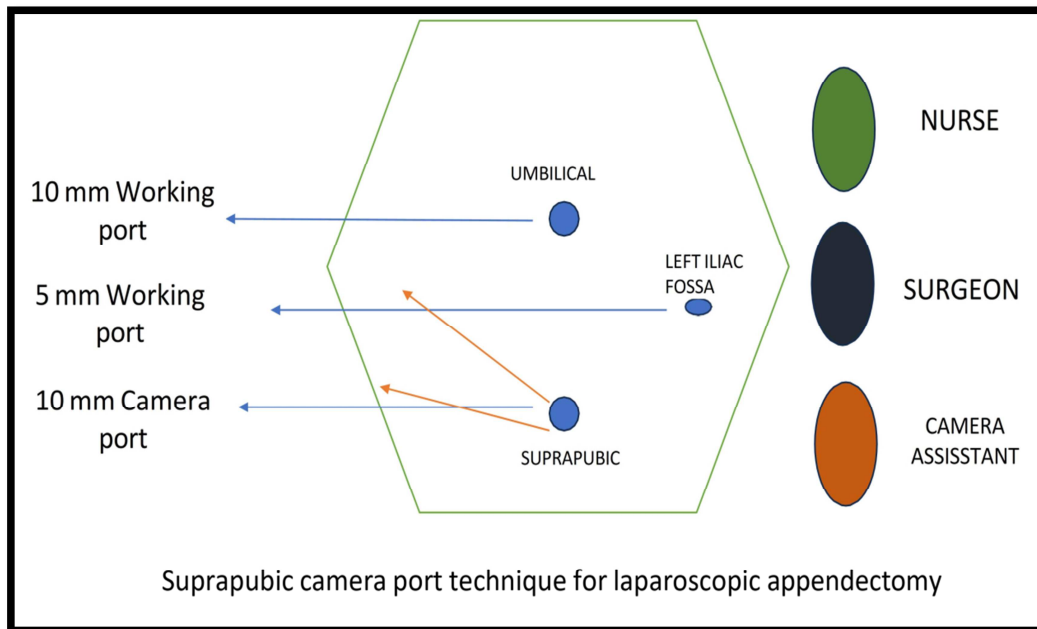 NURSE
UMBILICAL
10 mm Working
port
LEFT ILIAC
FOSSA
5 mm Working
port
SURGEON
10 mm Camera
port
SUPRAPUBIC
CAMERA
ASSISSTANT
Suprapubic camera port technique for laparoscopic appendectomy